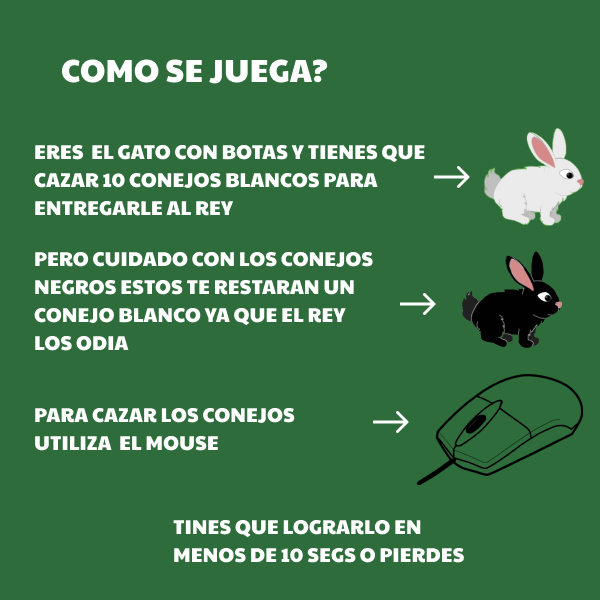 COMO SE JUEGA?
ERES EL GATO CON BOTAS Y TIENES QUE
CAZAR 10 CONEJOS BLANCOS PARA
ENTREGARLE AL REY
PERO CUIDADO CON LOS CONEJOS
NEGROS ESTOS TE RESTARAN UN
CONEJO BLANCO YA QUE EL REY
LOS ODIA
PARA CAZAR LOS CONEJOS
UTILIZA EL MOUSE
TINES QUE LOGRARLO EN
MENOS DE 10 SEGS O PIERDES